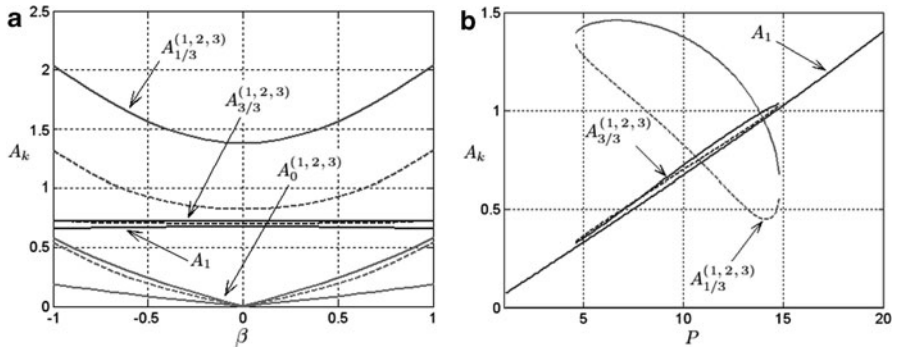 a
2.5
2
1.5
1
0.5
0
A_k
A_{1/3}^{(1,2,3)}
A_{3/3}^{(1,2,3)}
A_0^{(1,2,3)}
A_1
-1 -0.5 0 0.5 1
β
b
1.5
1
0.5
0
A_k
A_1
A_{3/3}^{(1,2,3)}
A_{1/3}^{(1,2,3)}
5 10 15 20
P